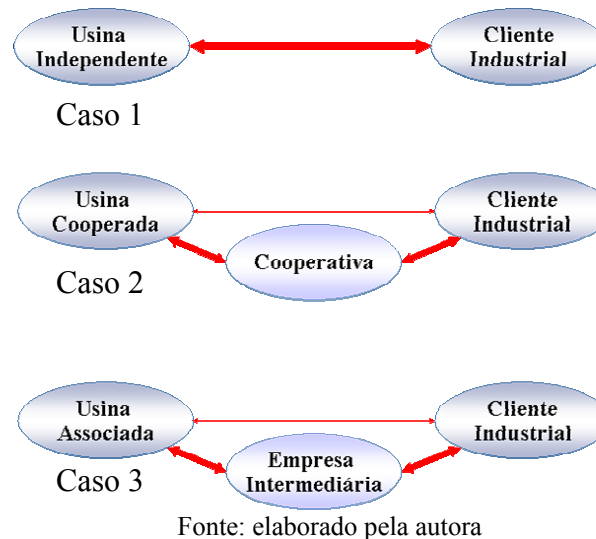 Usina
Independente
Cliente
Industrial
Caso 1
Usina
Cooperada
Cliente
Industrial
Cooperativa
Caso 2
Usina
Associada
Cliente
Industrial
Empresa
Intermediária
Caso 3
Fonte: elaborado pela autora